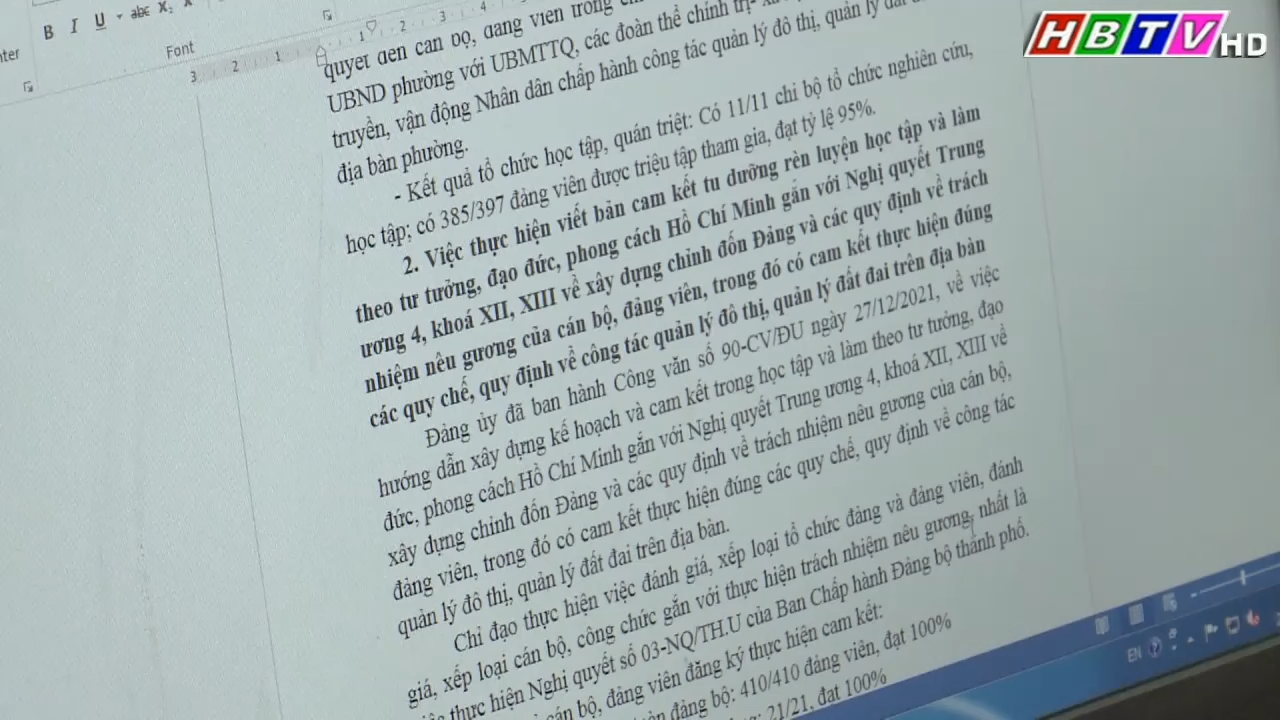 HBTV HD
B I U abc X₂
Font
3 2 1 1 2 3 4
quyết đến cán bộ, đảng viên trong
UBND phường với UBMTTQ, các đoàn thể chính trị-
truyền, vận động Nhân dân chấp hành công tác quản lý đô thị, quản lý đất đai
địa bàn phường.
- Kết quả tổ chức học tập, quán triệt: Có 11/11 chi bộ tổ chức nghiên cứu,
học tập; có 385/397 đảng viên được triệu tập tham gia, đạt tỷ lệ 95%.
2. Việc thực hiện viết bản cam kết tu dưỡng rèn luyện học tập và làm
theo tư tưởng, đạo đức, phong cách Hồ Chí Minh gắn với Nghị quyết Trung
ương 4, khoá XII, XIII về xây dựng chỉnh đốn Đảng và các quy định về trách
nhiệm nêu gương của cán bộ, đảng viên, trong đó có cam kết thực hiện đúng
các quy chế, quy định về công tác quản lý đô thị, quản lý đất đai trên địa bàn
Đảng ủy đã ban hành Công văn số 90-CV/ĐU ngày 27/12/2021, về việc
hướng dẫn xây dựng kế hoạch và cam kết trong học tập và làm theo tư tưởng, đạo
đức, phong cách Hồ Chí Minh gắn với Nghị quyết Trung ương 4, khoá XII, XIII về
xây dựng chỉnh đốn Đảng và các quy định về trách nhiệm nêu gương của cán bộ,
đảng viên, trong đó có cam kết thực hiện đúng các quy chế, quy định về công tác
quản lý đô thị, quản lý đất đai trên địa bàn.
Chỉ đạo thực hiện việc đánh giá, xếp loại tổ chức đảng và đảng viên, đánh
giá, xếp loại cán bộ, công chức gắn với thực hiện trách nhiệm nêu gương, nhất là
thực hiện Nghị quyết số 03-NQ/TH.U của Ban Chấp hành Đảng bộ thành phố.
cán bộ, đảng viên đăng ký thực hiện cam kết:
đảng bộ: 410/410 đảng viên, đạt 100%
21/21, đạt 100%
EN